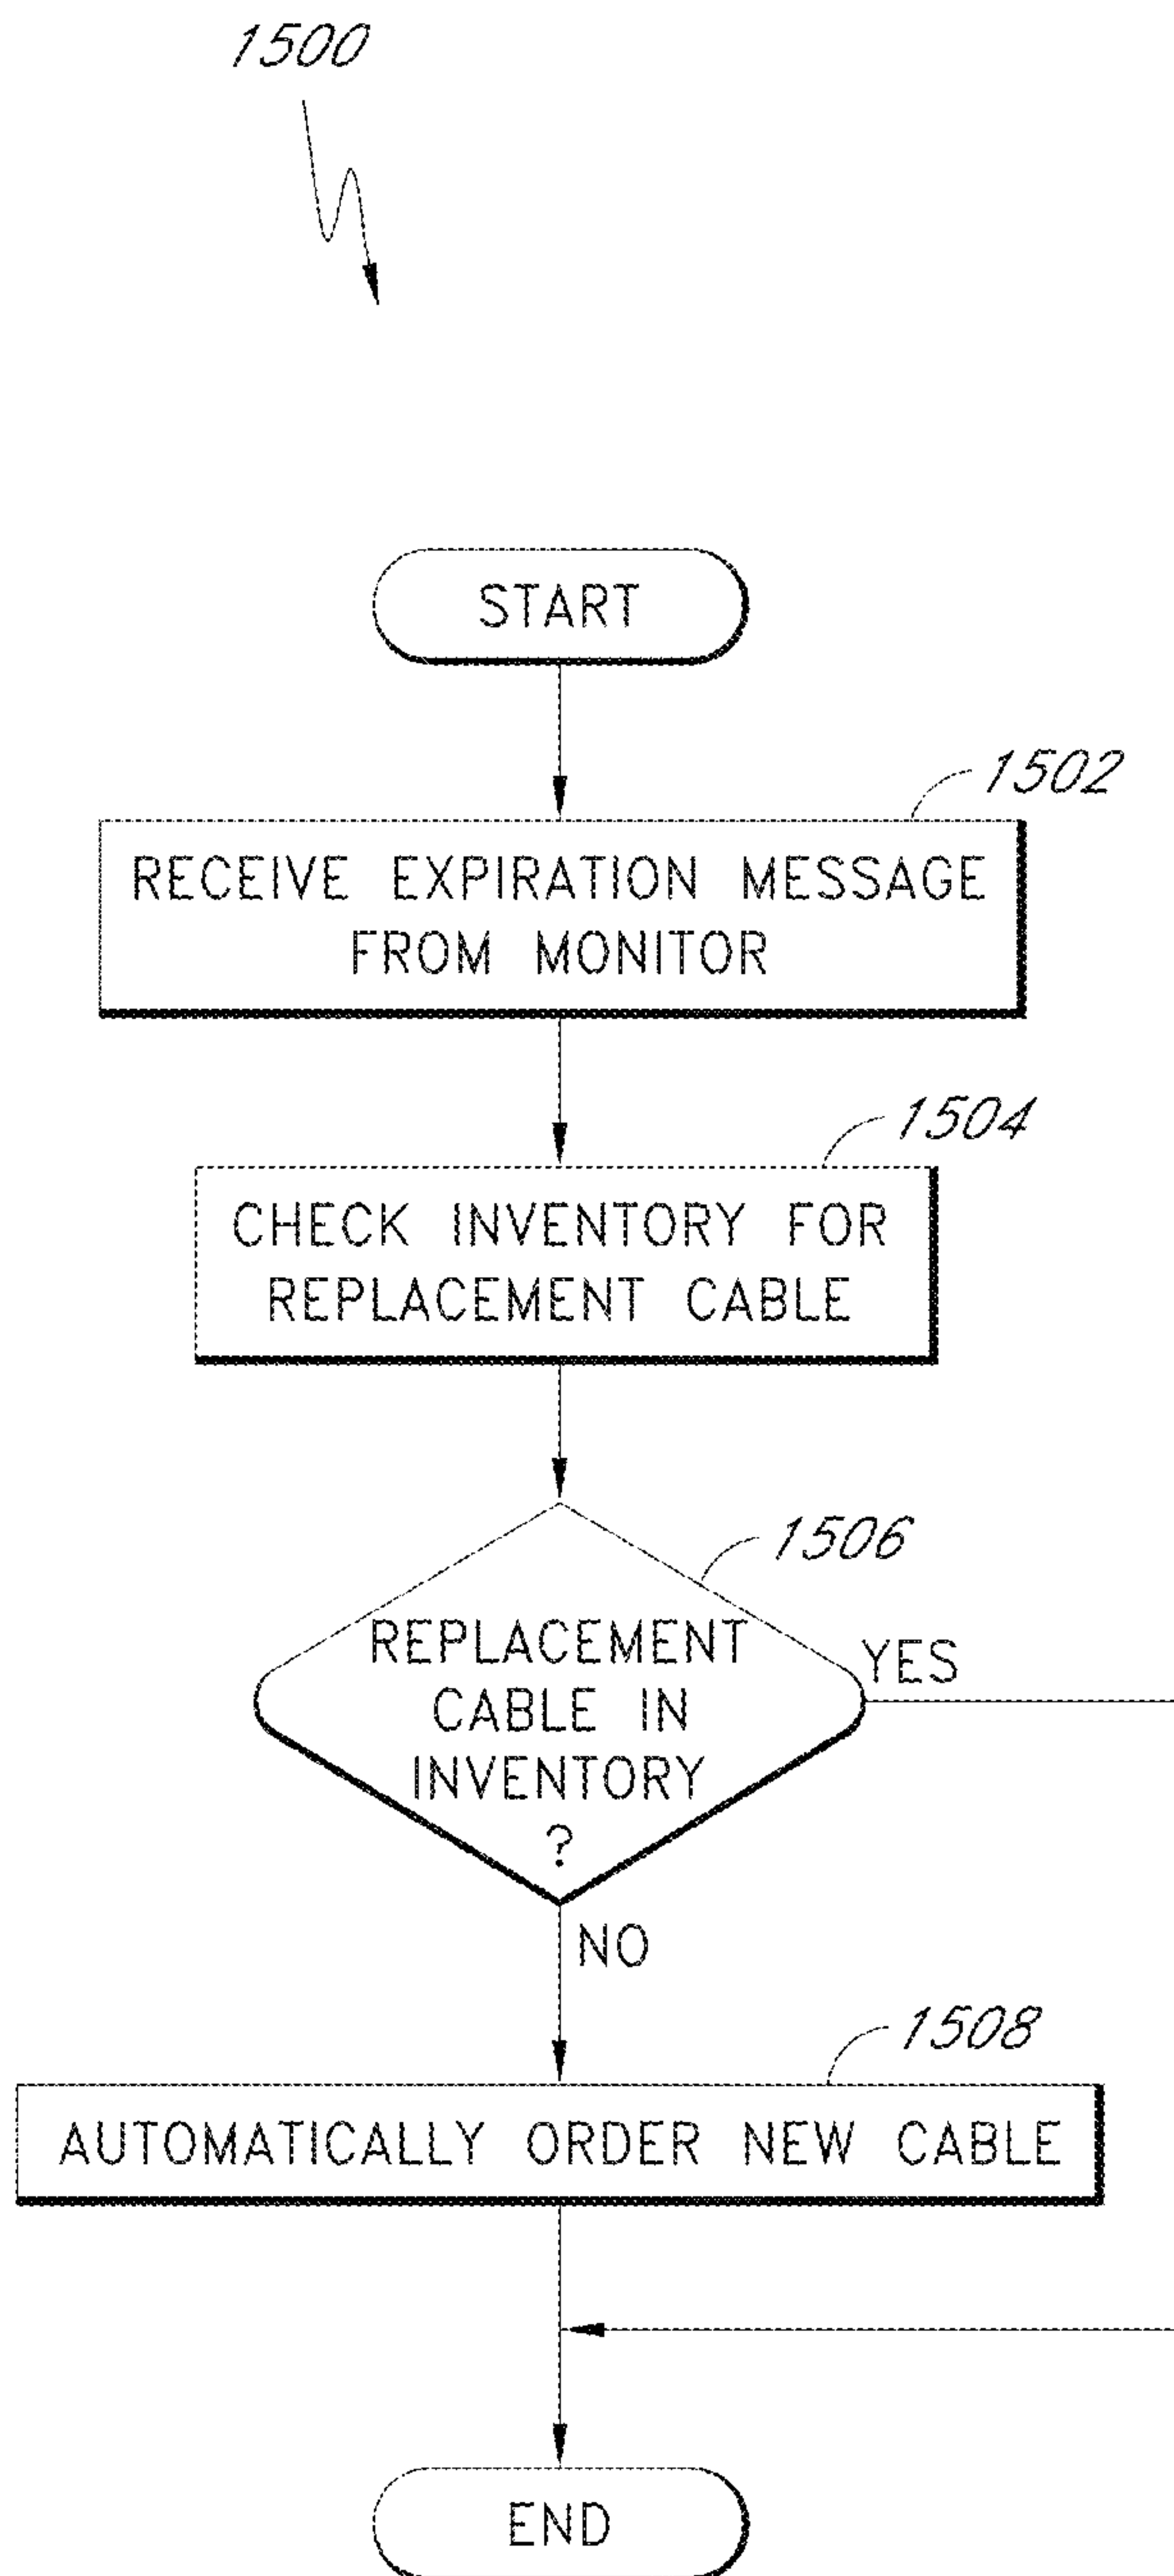 1500
START
1502
RECEIVE EXPIRATION MESSAGE
FROM MONITOR
1504
CHECK INVENTORY FOR
REPLACEMENT CABLE
1506
REPLACEMENT
CABLE IN
INVENTORY
?
YES
NO
1508
AUTOMATICALLY ORDER NEW CABLE
END